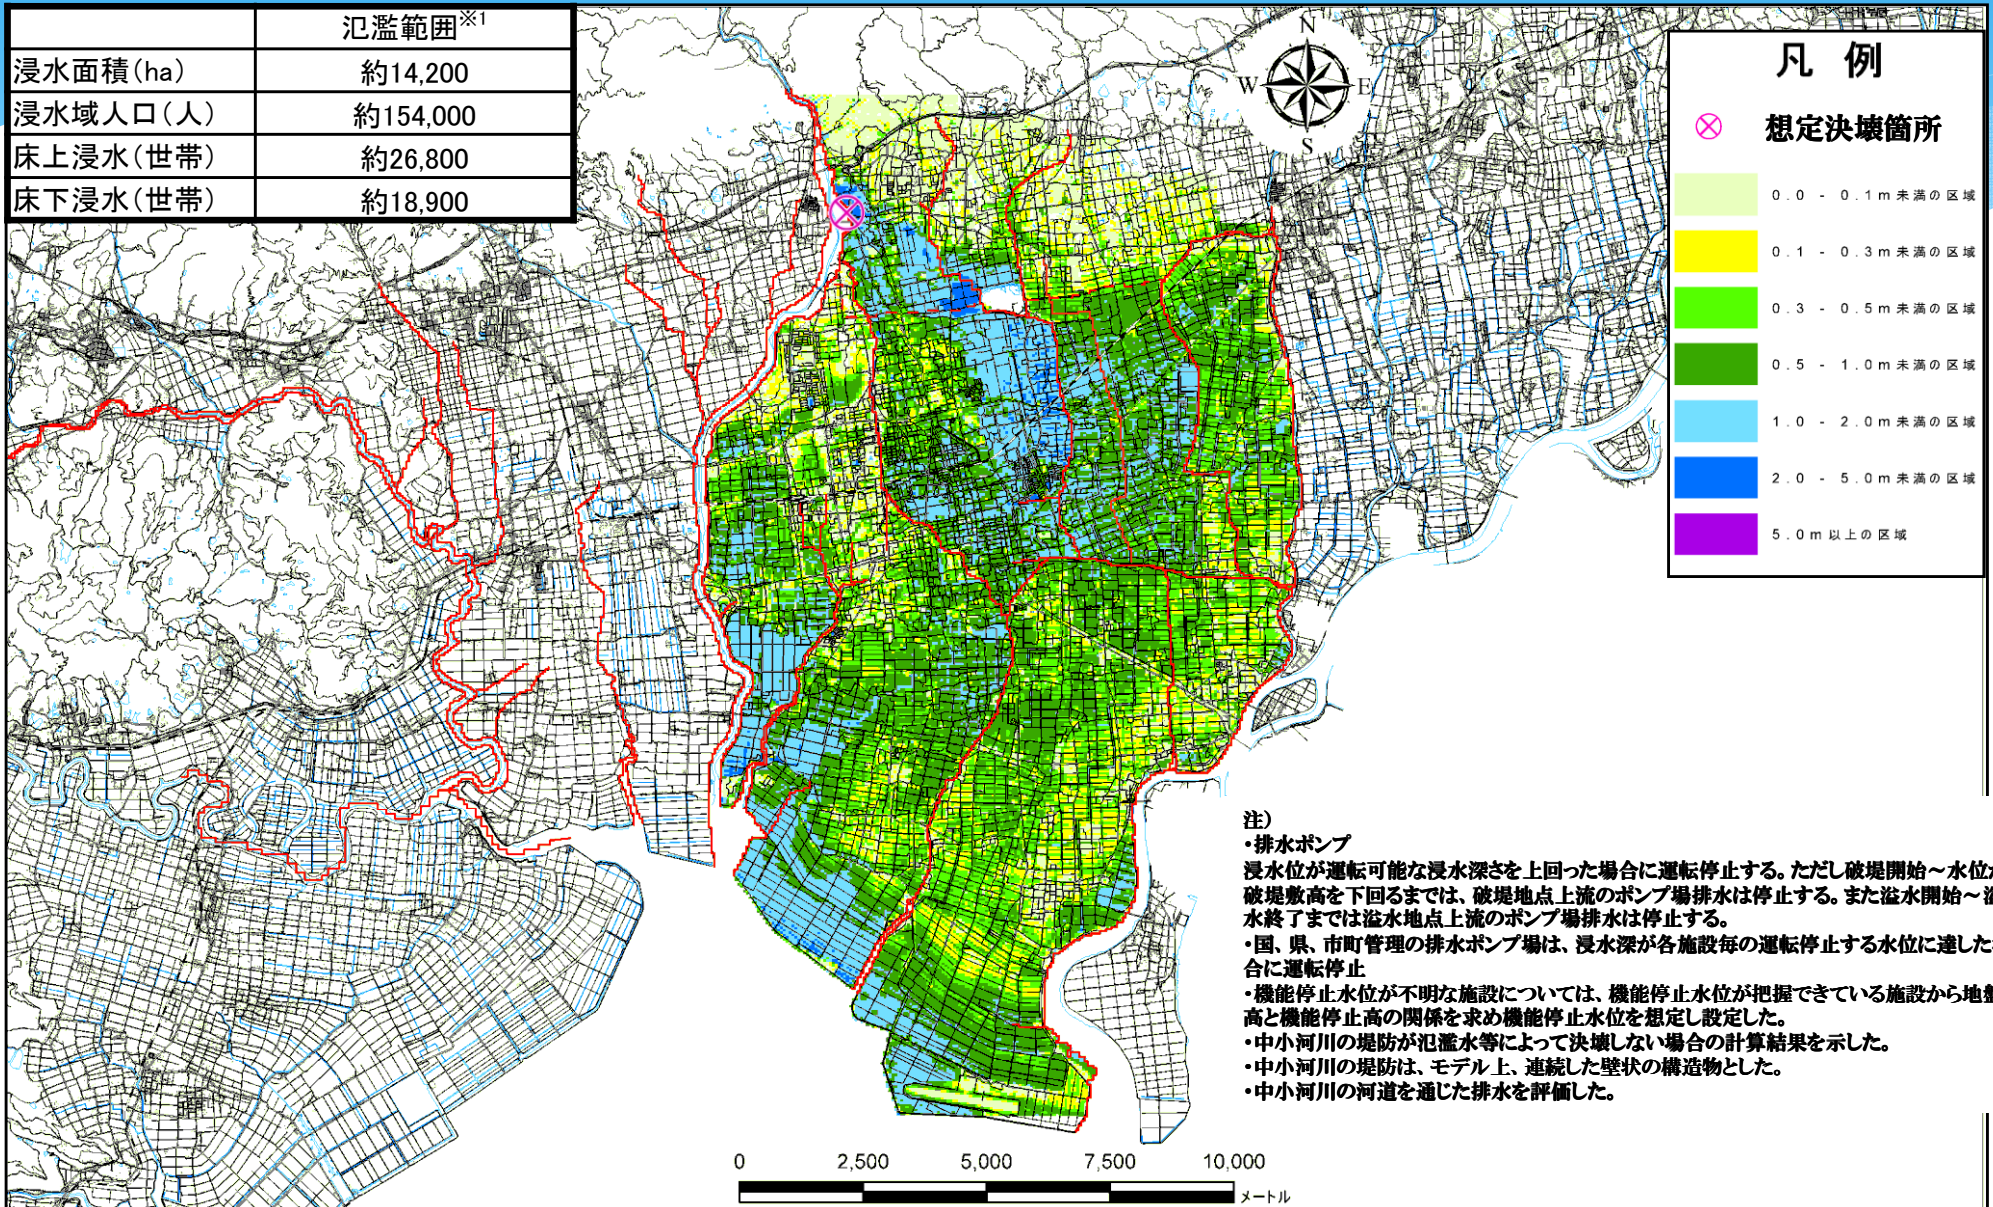 氾濫範囲※1
浸水面積(ha) 約14,200
浸水域人口(人) 約154,000
床上浸水(世帯) 約26,800
床下浸水(世帯) 約18,900
N
W E
S
凡 例
想定決壊箇所
0.0 - 0.1m未満の区域
0.1 - 0.3m未満の区域
0.3 - 0.5m未満の区域
0.5 - 1.0m未満の区域
1.0 - 2.0m未満の区域
2.0 - 5.0m未満の区域
5.0m以上の区域
注)
・排水ポンプ
浸水位が運転可能な浸水深さを上回った場合に運転停止する。ただし破堤開始～水位
破堤敷高を下回るまでは、破堤地点上流のポンプ場排水は停止する。また溢水開始～
水終了までは溢水地点上流のポンプ場排水は停止する。
・国、県、市町管理の排水ポンプ場は、浸水深が各施設毎の運転停止する水位に達した
合に運転停止
・機能停止水位が不明な施設については、機能停止水位が把握できている施設から地盤
高と機能停止高の関係を求め機能停止水位を想定し設定した。
・中小河川の堤防が氾濫水等によって決壊しない場合の計算結果を示した。
・中小河川の堤防は、モデル上、連続した壁状の構造物とした。
・中小河川の河道を通じた排水を評価した。
0 2,500 5,000 7,500 10,000
メートル